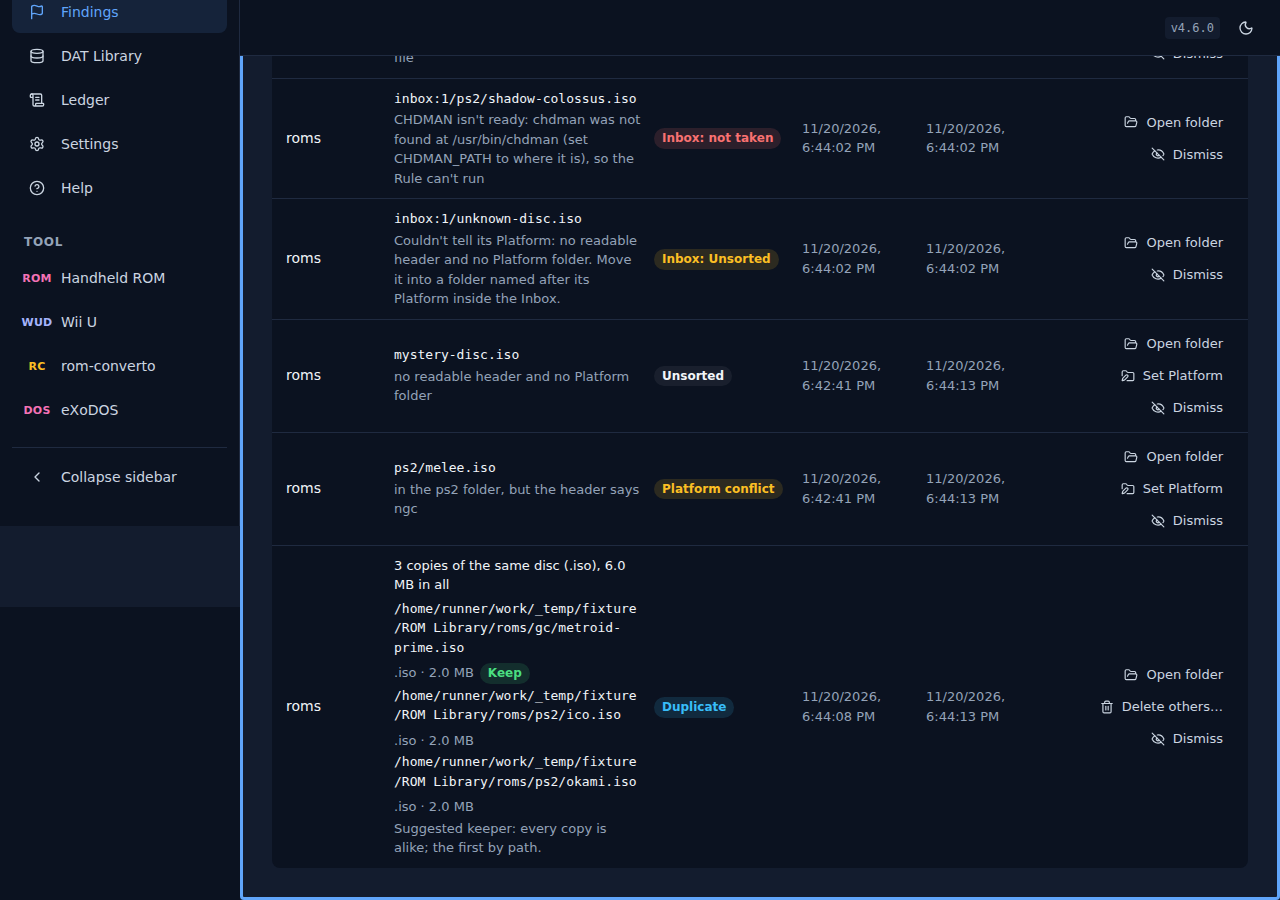 Findings
DAT Library
Ledger
Settings
Help
TOOL
ROM Handheld ROM
WUD Wii U
RC rom-converto
DOS eXoDOS
Collapse sidebar
v4.6.0
file
Dismiss
roms
inbox:1/ps2/shadow-colossus.iso
CHDMAN isn't ready: chdman was not
found at /usr/bin/chdman (set
CHDMAN_PATH to where it is), so the
Rule can't run
Inbox: not taken
11/20/2026,
6:44:02 PM
11/20/2026,
6:44:02 PM
Open folder
Dismiss
roms
inbox:1/unknown-disc.iso
Couldn't tell its Platform: no readable
header and no Platform folder. Move
it into a folder named after its
Platform inside the Inbox.
Inbox: Unsorted
11/20/2026,
6:44:02 PM
11/20/2026,
6:44:02 PM
Open folder
Dismiss
roms
mystery-disc.iso
no readable header and no Platform
folder
Unsorted
11/20/2026,
6:42:41 PM
11/20/2026,
6:44:13 PM
Open folder
Set Platform
Dismiss
roms
ps2/melee.iso
in the ps2 folder, but the header says
ngc
Platform conflict
11/20/2026,
6:42:41 PM
11/20/2026,
6:44:13 PM
Open folder
Set Platform
Dismiss
roms
3 copies of the same disc (.iso), 6.0
MB in all
/home/runner/work/_temp/fixture
/ROM Library/roms/gc/metroid-
prime.iso
.iso · 2.0 MB Keep
/home/runner/work/_temp/fixture
/ROM Library/roms/ps2/ico.iso
.iso · 2.0 MB
/home/runner/work/_temp/fixture
/ROM Library/roms/ps2/okami.iso
.iso · 2.0 MB
Suggested keeper: every copy is
alike; the first by path.
Duplicate
11/20/2026,
6:44:08 PM
11/20/2026,
6:44:13 PM
Open folder
Delete others…
Dismiss